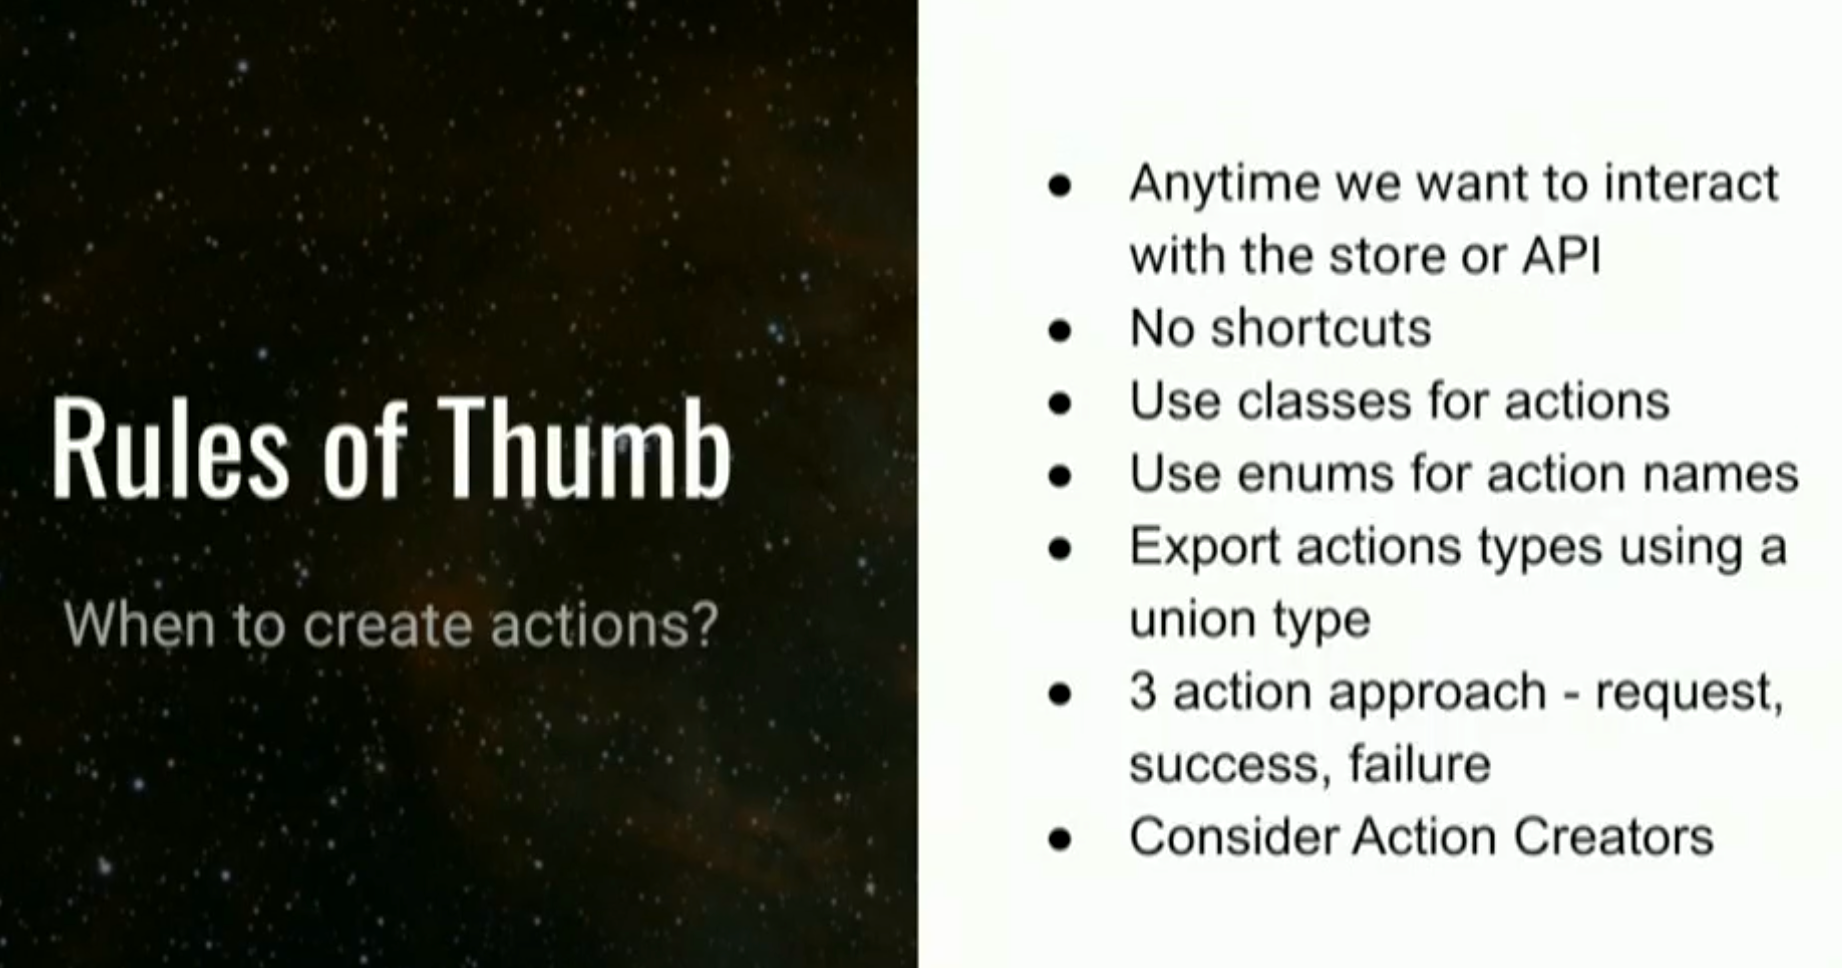 Rules of Thumb
When to create actions?
● Anytime we want to interact
with the store or API
● No shortcuts
● Use classes for actions
● Use enums for action names
● Export actions types using a
union type
● 3 action approach - request,
success, failure
● Consider Action Creators